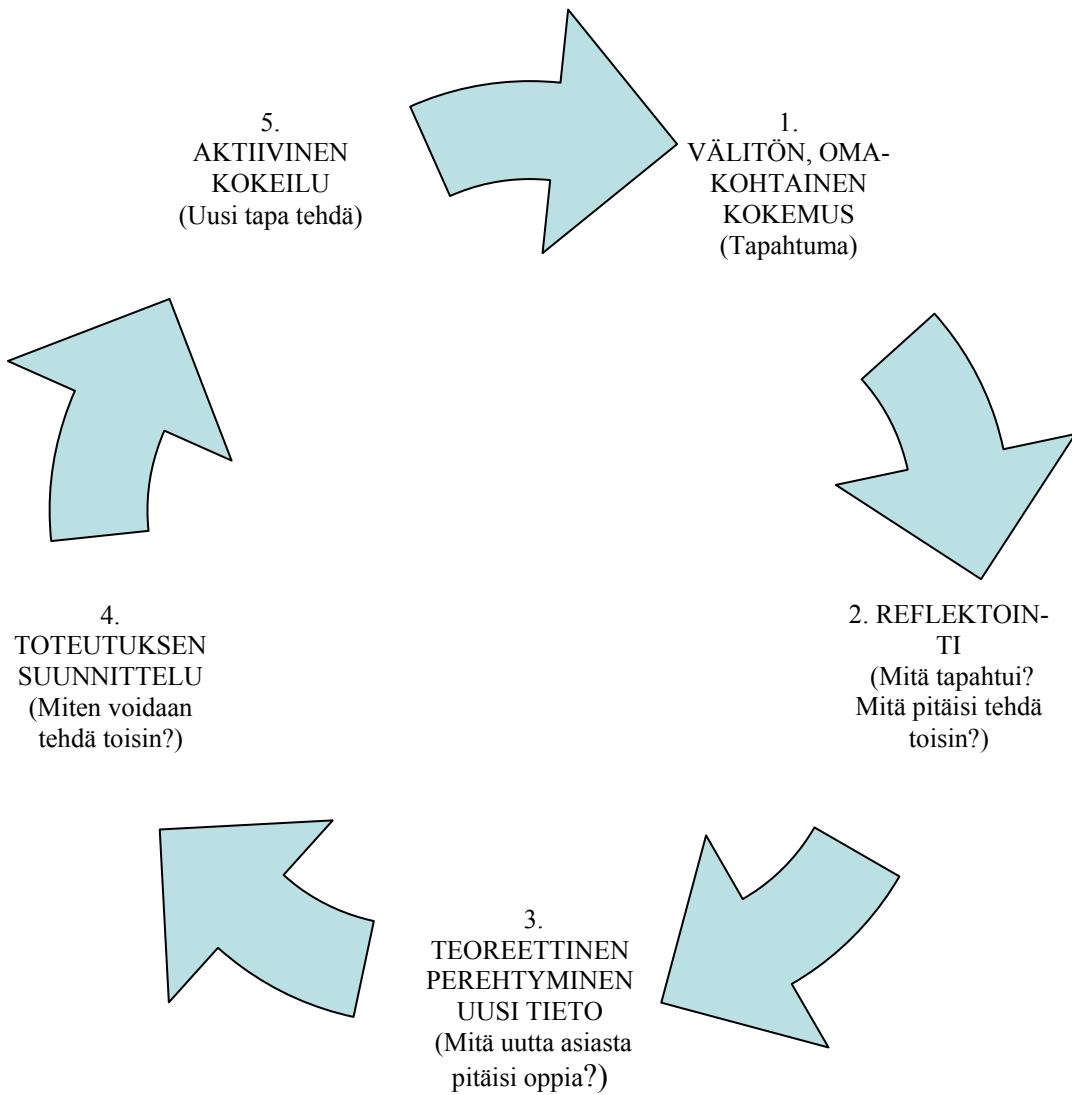 1.
VÄLITÖN, OMA-
KOHTAINEN
KOKEMUS
(Tapahtuma)
2. REFLEKTOIN-
TI
(Mitä tapahtui?
Mitä pitäisi tehdä
toisin?)
3.
TEOREETTINEN
PEREHTYMINEN
UUSI TIETO
(Mitä uutta asiasta
pitäisi oppia?)
4.
TOTEUTUKSEN
SUUNNITTELU
(Miten voidaan
tehdä toisin?)
5.
AKTIIVINEN
KOKEILU
(Uusi tapa tehdä)